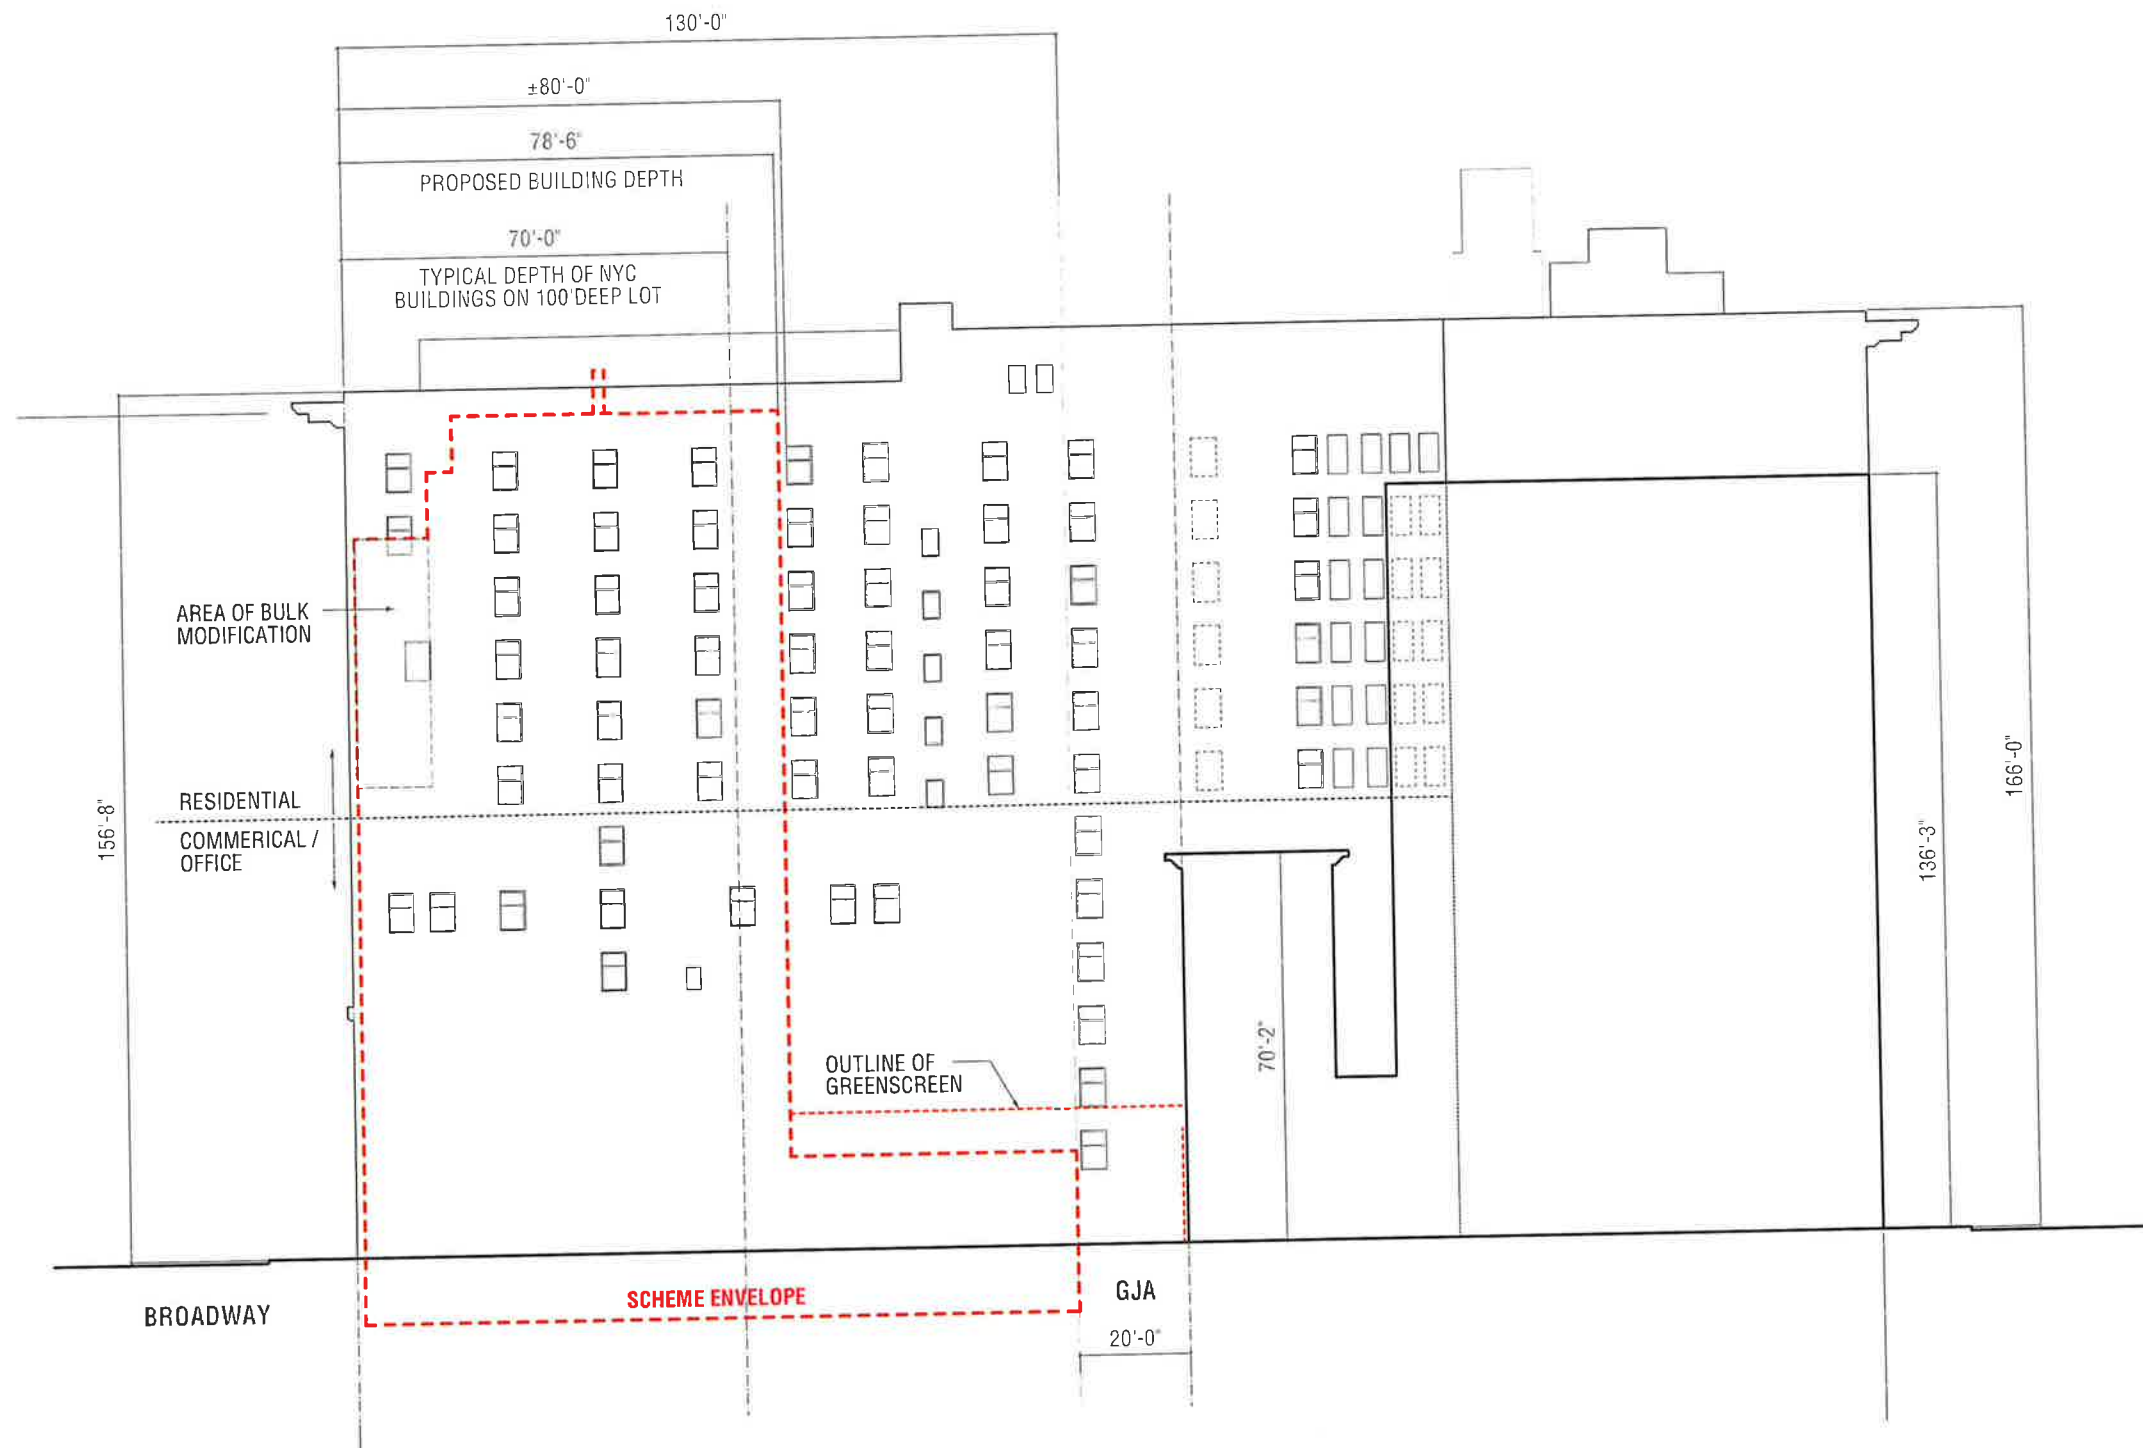 130'-0"
±80'-0"
78'-6"
PROPOSED BUILDING DEPTH
70'-0"
TYPICAL DEPTH OF NYC
BUILDINGS ON 100'DEEP LOT
AREA OF BULK
MODIFICATION
RESIDENTIAL
COMMERICAL /
OFFICE
156'-8"
166'-0"
136'-3"
70'-2"
OUTLINE OF
GREENSCREEN
BROADWAY
SCHEME ENVELOPE
GJA
20'-0"